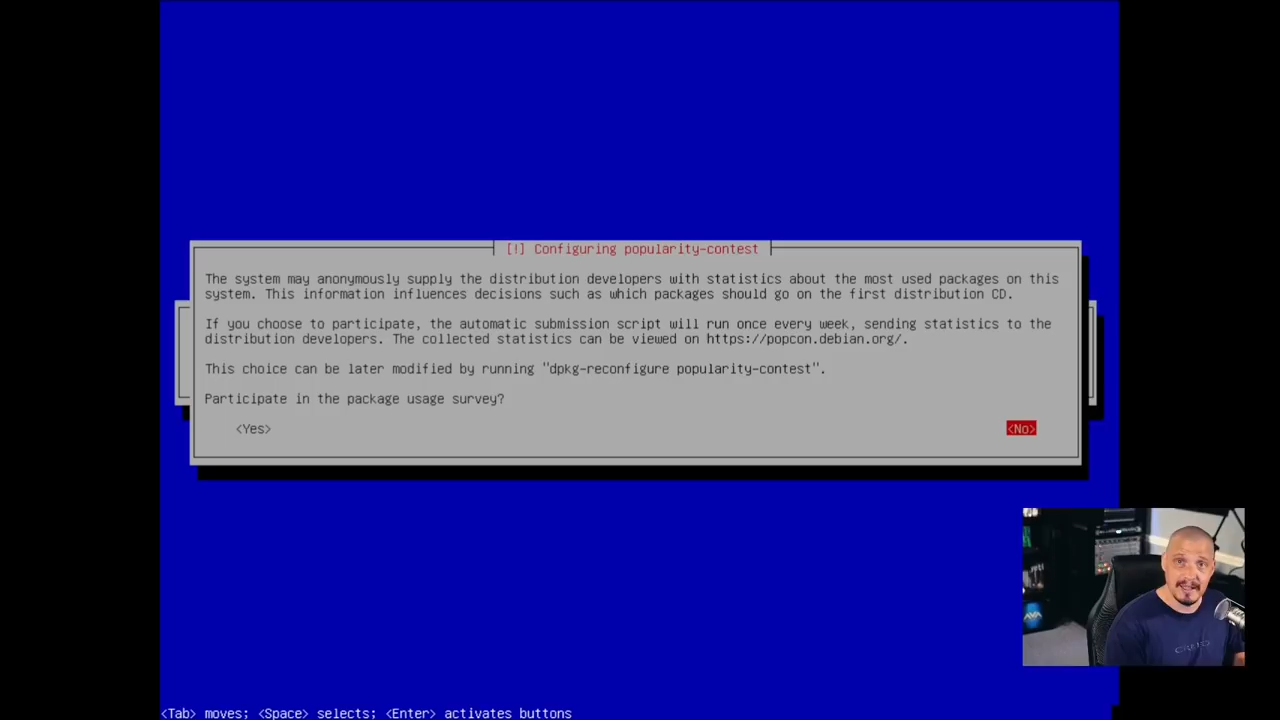 [!] Configuring popularity-contest
The system may anonymously supply the distribution developers with statistics about the most used packages on this
system. This information influences decisions such as which packages should go on the first distribution CD.
If you choose to participate, the automatic submission script will run once every week, sending statistics to the
distribution developers. The collected statistics can be viewed on https://popcon.debian.org/.
This choice can be later modified by running "dpkg-reconfigure popularity-contest".
Participate in the package usage survey?
<Yes> <No>
<Tab> moves; <Space> selects; <Enter> activates buttons